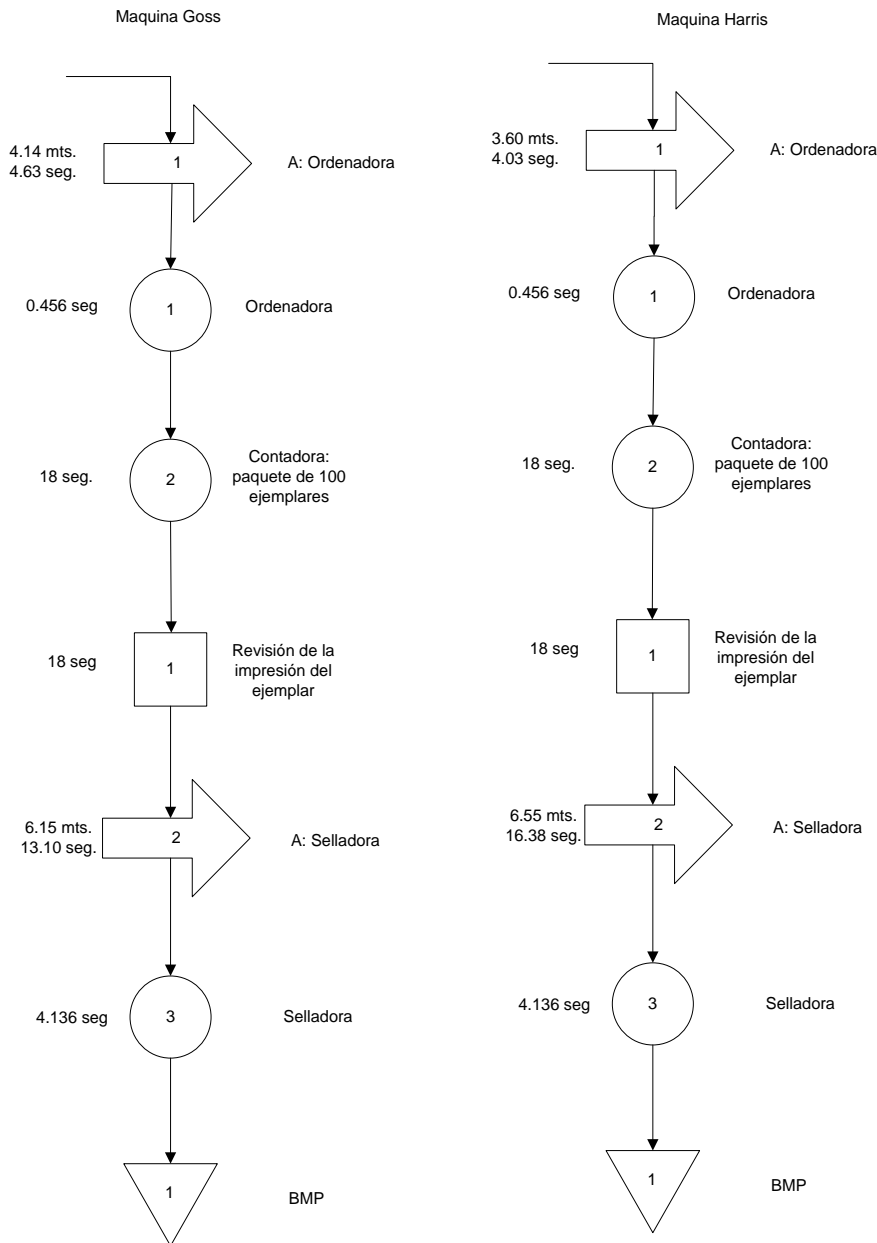 Maquina Goss
4.14 mts.
4.63 seg.
1
A: Ordenadora
0.456 seg
1
Ordenadora
18 seg.
2
Contadora:
paquete de 100
ejemplares
18 seg
1
Revisión de la
impresión del
ejemplar
6.15 mts.
13.10 seg.
2
A: Selladora
4.136 seg
3
Selladora
1
BMP
Maquina Harris
3.60 mts.
4.03 seg.
1
A: Ordenadora
0.456 seg
1
Ordenadora
18 seg.
2
Contadora:
paquete de 100
ejemplares
18 seg
1
Revisión de la
impresión del
ejemplar
6.55 mts.
16.38 seg.
2
A: Selladora
4.136 seg
3
Selladora
1
BMP